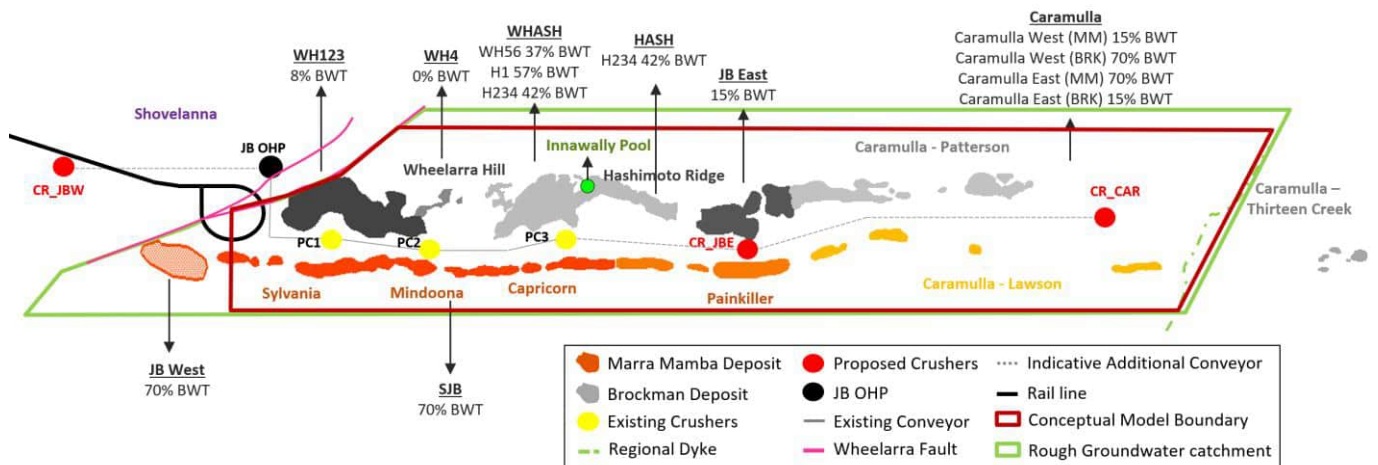 Caramulla
WHASH
HASH
Caramulla West (MM) 15% BWT
WH123
WH4
WH56 37% BWT
H234 42% BWT
Caramulla West (BRK) 70% BWT
8% BWT
0% BWT
H1 57% BWT
JB East
Caramulla East (MM) 70% BWT
H234 42% BWT
15% BWT
Caramulla East (BRK) 15% BWT
Shovelanna
JB OHP
Innawally Pool
Caramulla - Patterson
Wheelarra Hill
Hashimoto Ridge
CR_JBW
CR_CAR
Caramulla –
Thirteen Creek
PC1
PC2
PC3
CR_JBE
Sylvania
Mindoona
Capricorn
Painkiller
Caramulla - Lawson
JB West
70% BWT
SJB
70% BWT
Marra Mamba Deposit
Proposed Crushers
Indicative Additional Conveyor
Brockman Deposit
JB OHP
Rail line
Existing Crushers
Existing Conveyor
Conceptual Model Boundary
Regional Dyke
Wheelarra Fault
Rough Groundwater catchment